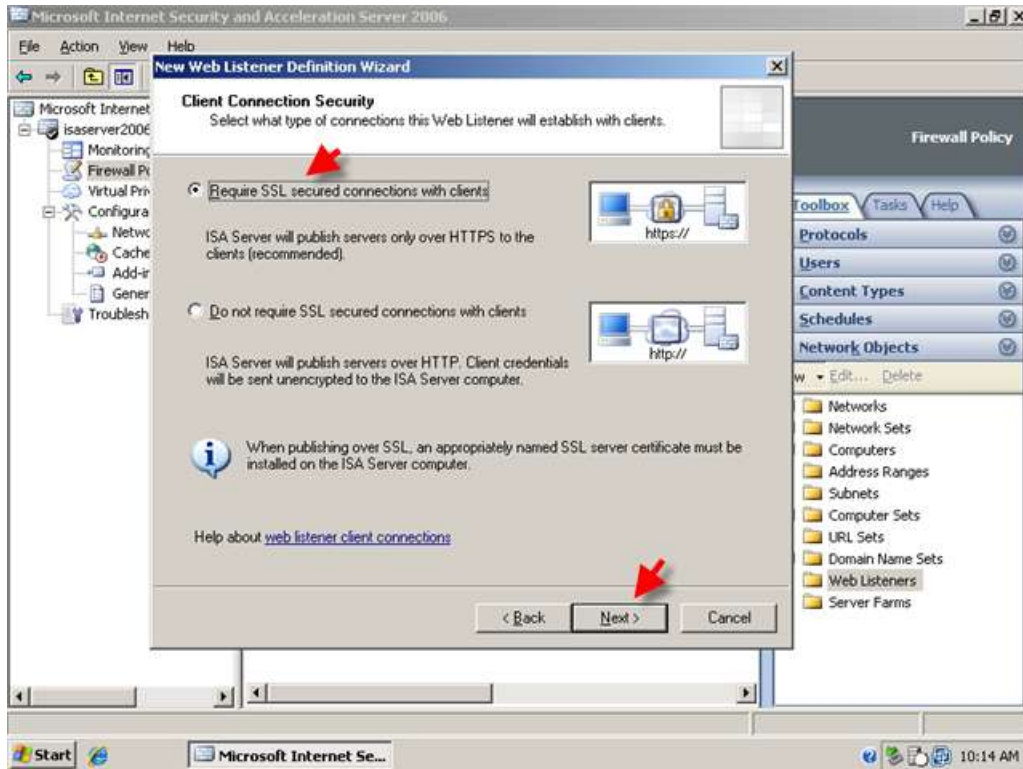 Microsoft Internet Security and Acceleration Server 2006
File Action View Help
New Web Listener Definition Wizard
Client Connection Security
Select what type of connections this Web Listener will establish with clients.
Require SSL secured connections with clients
https://
ISA Server will publish servers only over HTTPS to the
clients (recommended).
Do not require SSL secured connections with clients
http://
ISA Server will publish servers over HTTP. Client credentials
will be sent unencrypted to the ISA Server computer.
When publishing over SSL, an appropriately named SSL server certificate must be
installed on the ISA Server computer.
Help about web listener client connections
< Back Next > Cancel
Microsoft Internet
isaserver2006
Monitoring
Firewall Po
Virtual Priv
Configura
Netwo
Cache
Add-in
Gener
Troublesh
Firewall Policy
Toolbox Tasks Help
Protocols
Users
Content Types
Schedules
Network Objects
w Edit... Delete
Networks
Network Sets
Computers
Address Ranges
Subnets
Computer Sets
URL Sets
Domain Name Sets
Web Listeners
Server Farms
Start Microsoft Internet Se... 10:14 AM